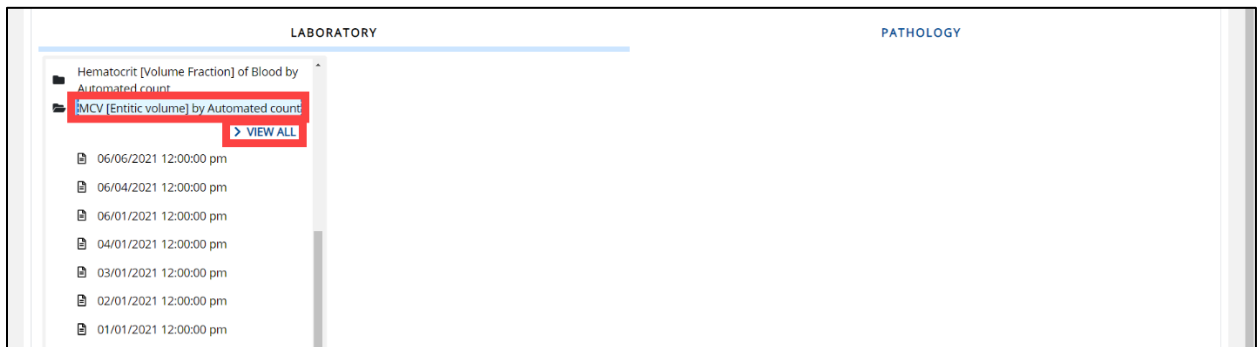 LABORATORY
PATHOLOGY
Hematocrit [Volume Fraction] of Blood by
Automated count
MCV [Entitic volume] by Automated count
> VIEW ALL
06/06/2021 12:00:00 pm
06/04/2021 12:00:00 pm
06/01/2021 12:00:00 pm
04/01/2021 12:00:00 pm
03/01/2021 12:00:00 pm
02/01/2021 12:00:00 pm
01/01/2021 12:00:00 pm